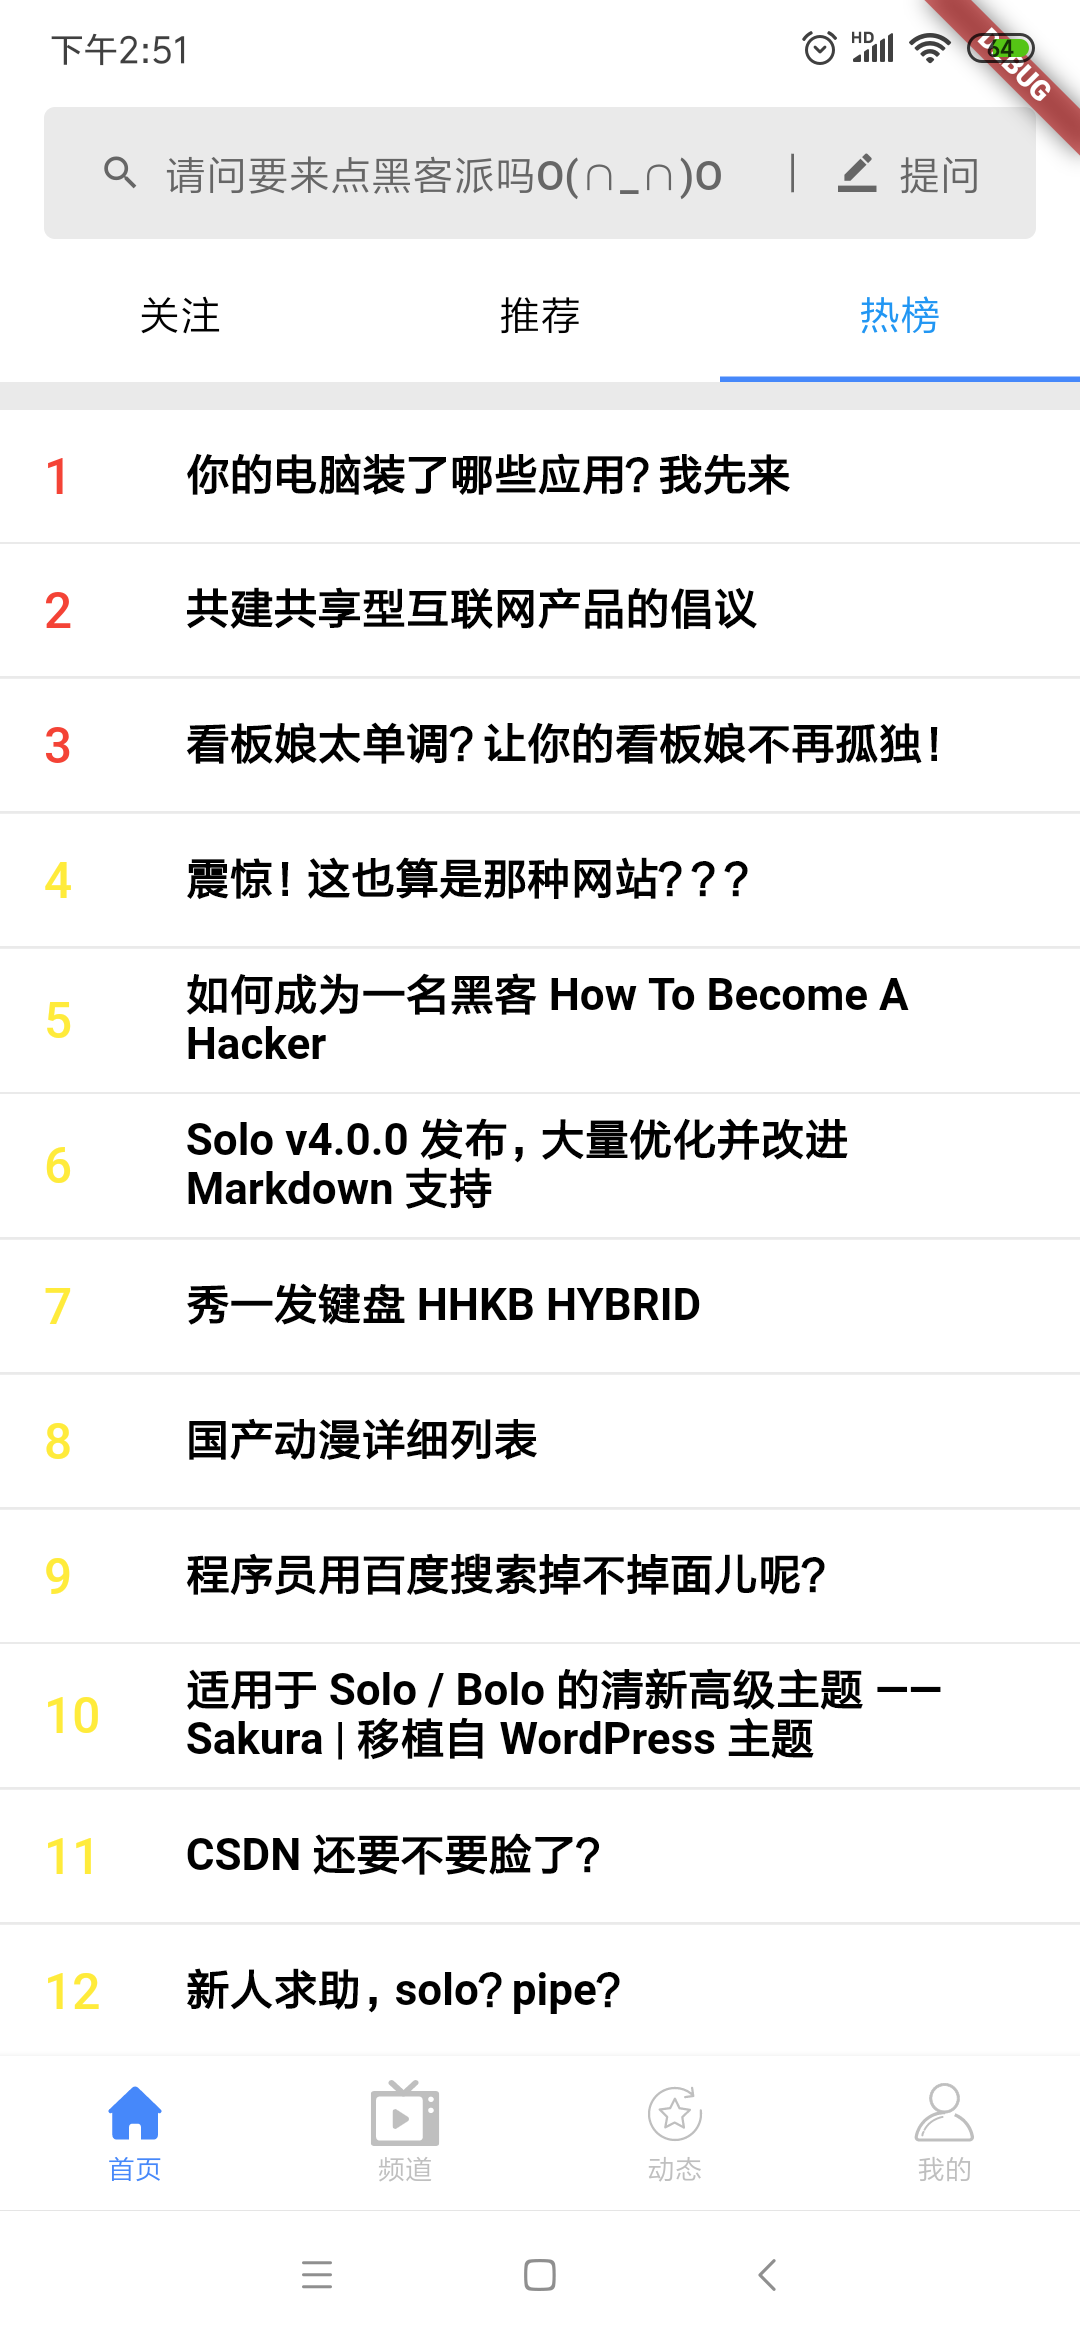 下午2:51
HD
64
DEBUG
请问要来点黑客派吗O(∩_∩)O | 提问
关注 推荐 热榜
1 你的电脑装了哪些应用？我先来
2 共建共享型互联网产品的倡议
3 看板娘太单调？让你的看板娘不再孤独！
4 震惊！这也算是那种网站？？？
5 如何成为一名黑客 How To Become A
Hacker
6 Solo v4.0.0 发布，大量优化并改进
Markdown 支持
7 秀一发键盘 HHKB HYBRID
8 国产动漫详细列表
9 程序员用百度搜索掉不掉面儿呢？
10 适用于 Solo / Bolo 的清新高级主题 ——
Sakura | 移植自 WordPress 主题
11 CSDN 还要不要脸了？
12 新人求助，solo？pipe？
首页 频道 动态 我的